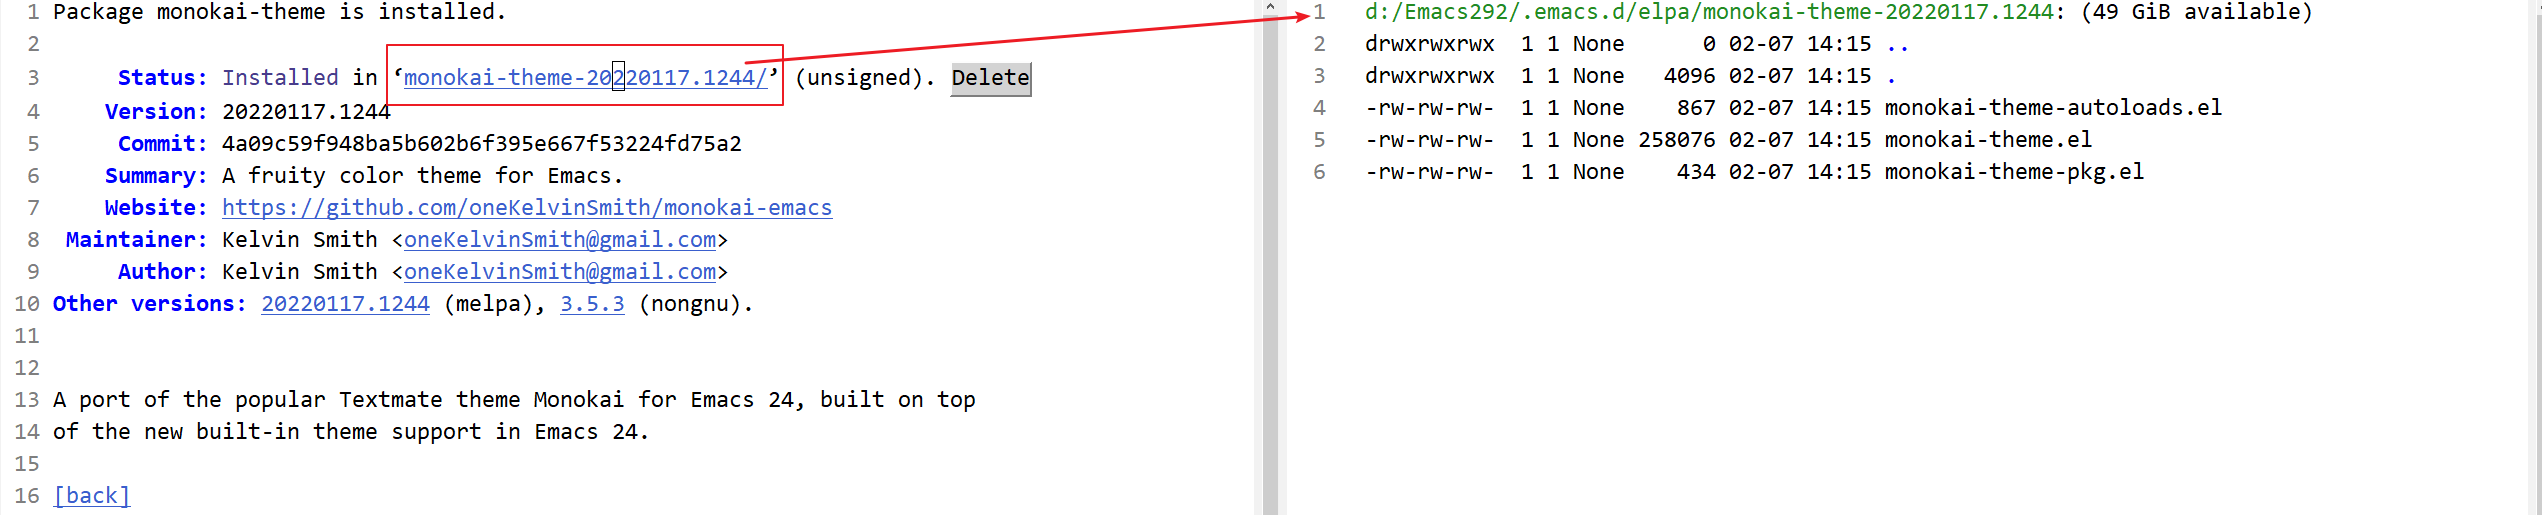 1 Package monokai-theme is installed.
2
3 Status: Installed in ‘monokai-theme-20220117.1244/’ (unsigned). Delete
4 Version: 20220117.1244
5 Commit: 4a09c59f948ba5b602b6f395e667f53224fd75a2
6 Summary: A fruity color theme for Emacs.
7 Website: https://github.com/oneKelvinSmith/monokai-emacs
8 Maintainer: Kelvin Smith <oneKelvinSmith@gmail.com>
9 Author: Kelvin Smith <oneKelvinSmith@gmail.com>
10 Other versions: 20220117.1244 (melpa), 3.5.3 (nongnu).
11
12
13 A port of the popular Textmate theme Monokai for Emacs 24, built on top
14 of the new built-in theme support in Emacs 24.
15
16 [back]
1 d:/Emacs292/.emacs.d/elpa/monokai-theme-20220117.1244: (49 GiB available)
2 drwxrwxrwx 1 1 None 0 02-07 14:15 ..
3 drwxrwxrwx 1 1 None 4096 02-07 14:15 .
4 -rw-rw-rw- 1 1 None 867 02-07 14:15 monokai-theme-autoloads.el
5 -rw-rw-rw- 1 1 None 258076 02-07 14:15 monokai-theme.el
6 -rw-rw-rw- 1 1 None 434 02-07 14:15 monokai-theme-pkg.el